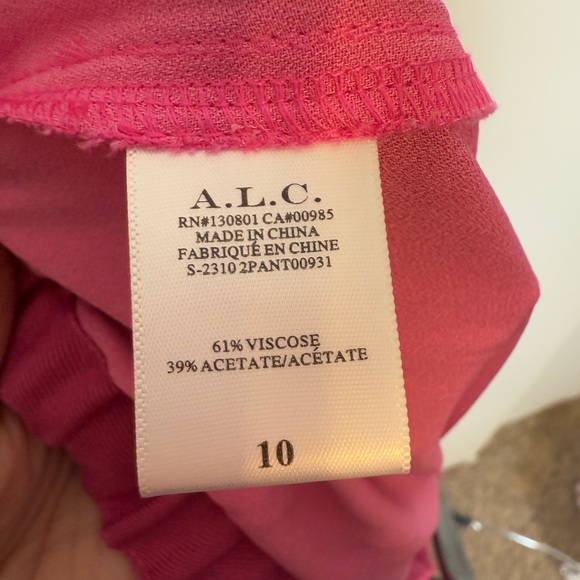 A.L.C.
RN#130801 CA#00985
MADE IN CHINA
FABRIQUÉ EN CHINE
S-2310 2PANT00931
61% VISCOSE
39% ACETATE/ACÉTATE
10